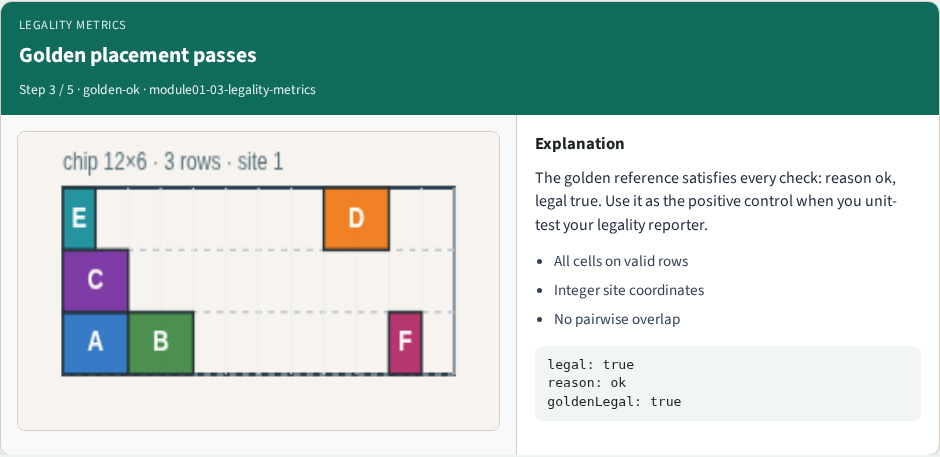 LEGALITY METRICS
Golden placement passes
Step 3 / 5 · golden-ok · module01-03-legality-metrics
chip 12×6 · 3 rows · site 1
E
D
C
A
B
F
Explanation
The golden reference satisfies every check: reason ok,
legal true. Use it as the positive control when you unit-
test your legality reporter.
• All cells on valid rows
• Integer site coordinates
• No pairwise overlap
legal: true
reason: ok
goldenLegal: true